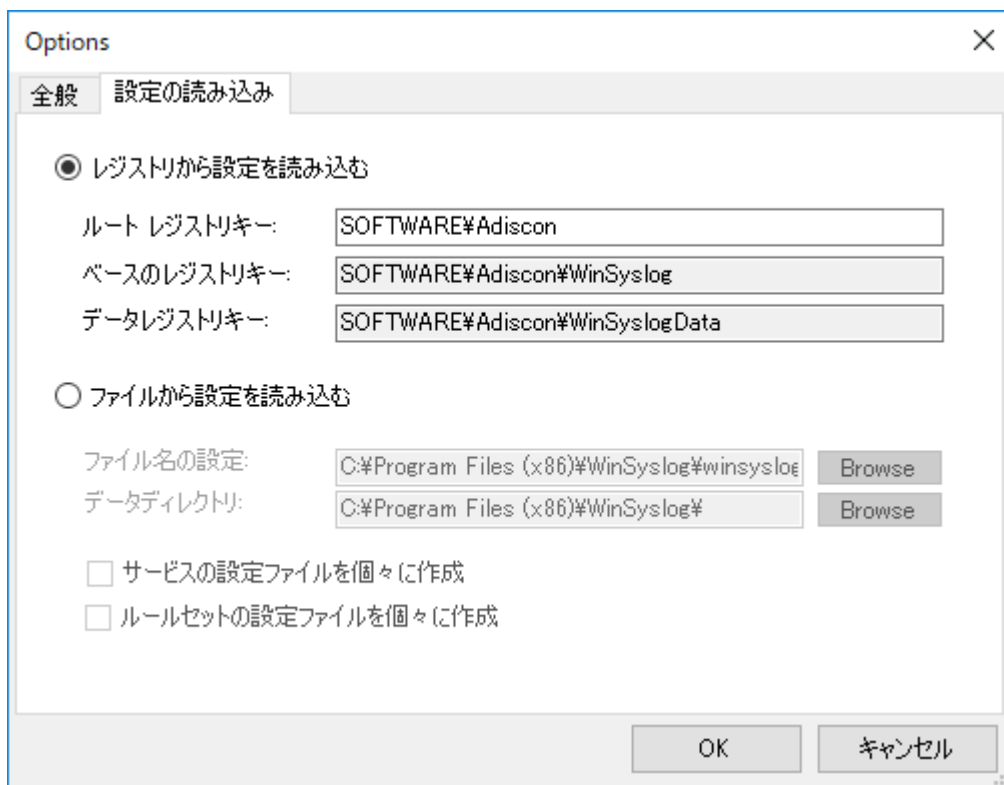 Options
全般 設定の読み込み
レジストリから設定を読み込む
ルート レジストリキー: SOFTWARE¥Adiscon
ベースのレジストリキー: SOFTWARE¥Adiscon¥WinSyslog
データレジストリキー: SOFTWARE¥Adiscon¥WinSyslogData
ファイルから設定を読み込む
ファイル名の設定: C:¥Program Files (x86)¥WinSyslog¥winsyslog Browse
データディレクトリ: C:¥Program Files (x86)¥WinSyslog¥ Browse
サービスの設定ファイルを個々に作成
ルールセットの設定ファイルを個々に作成
OK キャンセル